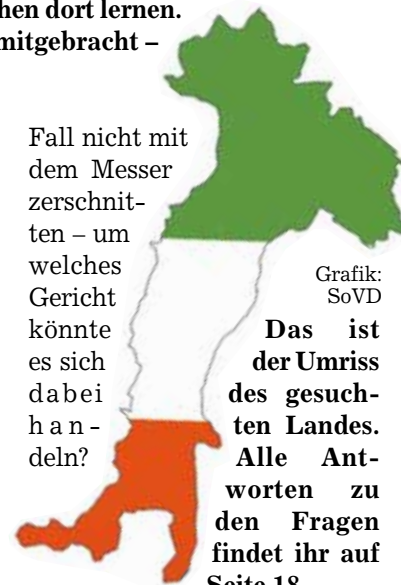 hen dort lernen.
mitgebracht –
Fall nicht mit
dem Messer
zerschnit-
ten – um
welches
Gericht
könnte
es sich
dabei
han-
deln?
Grafik:
SoVD
Das ist
der Umriss
des gesuch-
ten Landes.
Alle Ant-
worten zu
den Fragen
findet ihr auf
Seite 18